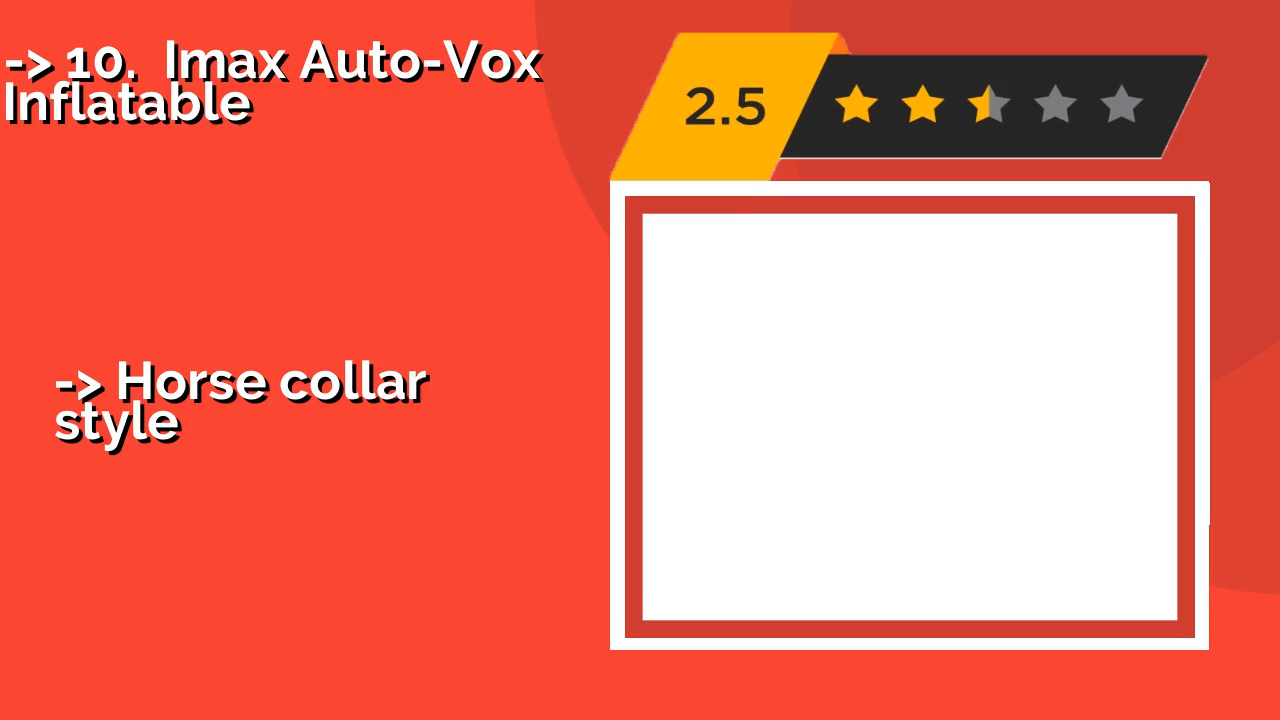 -> 10.  Imax Auto-Vox
Inflatable
2.5
-> Horse collar
style